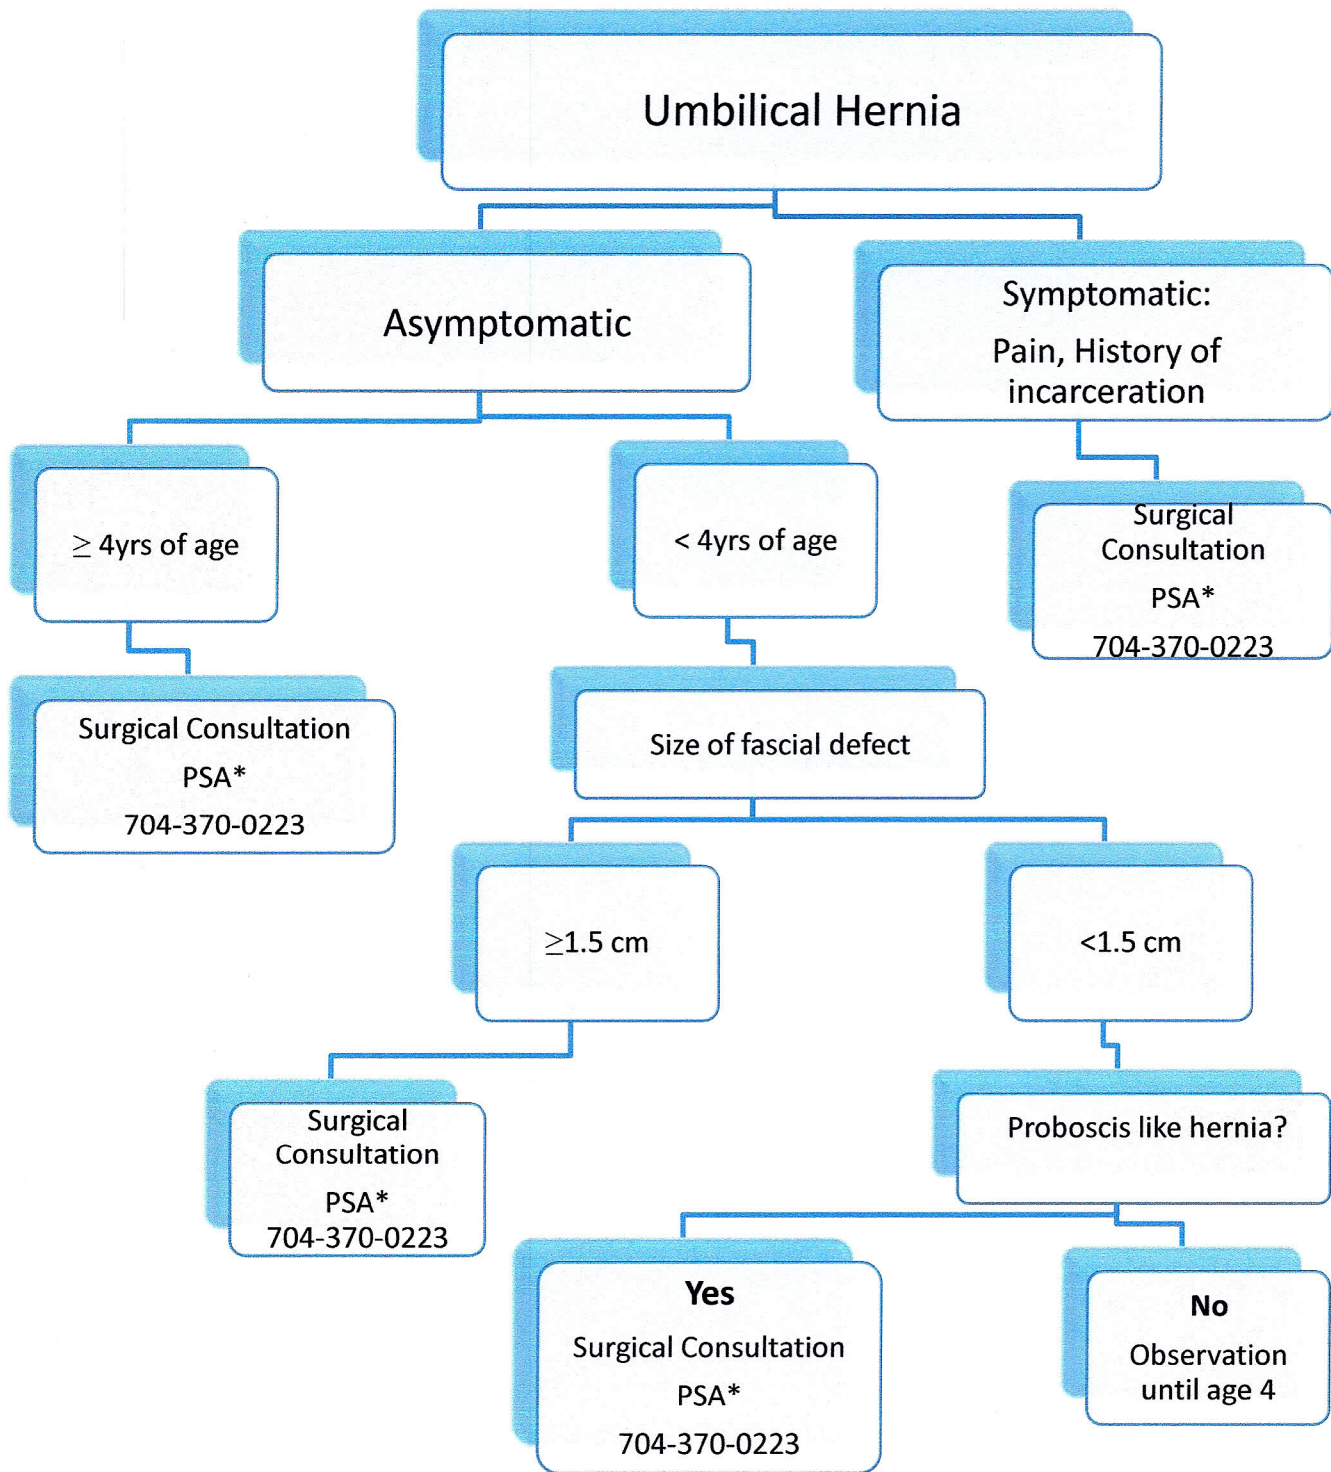 Umbilical Hernia
Asymptomatic
Symptomatic:
Pain, History of
incarceration
≥ 4yrs of age
< 4yrs of age
Surgical
Consultation
PSA*
704-370-0223
Surgical Consultation
PSA*
704-370-0223
Size of fascial defect
≥1.5 cm
<1.5 cm
Surgical
Consultation
PSA*
704-370-0223
Proboscis like hernia?
Yes
Surgical Consultation
PSA*
704-370-0223
No
Observation
until age 4